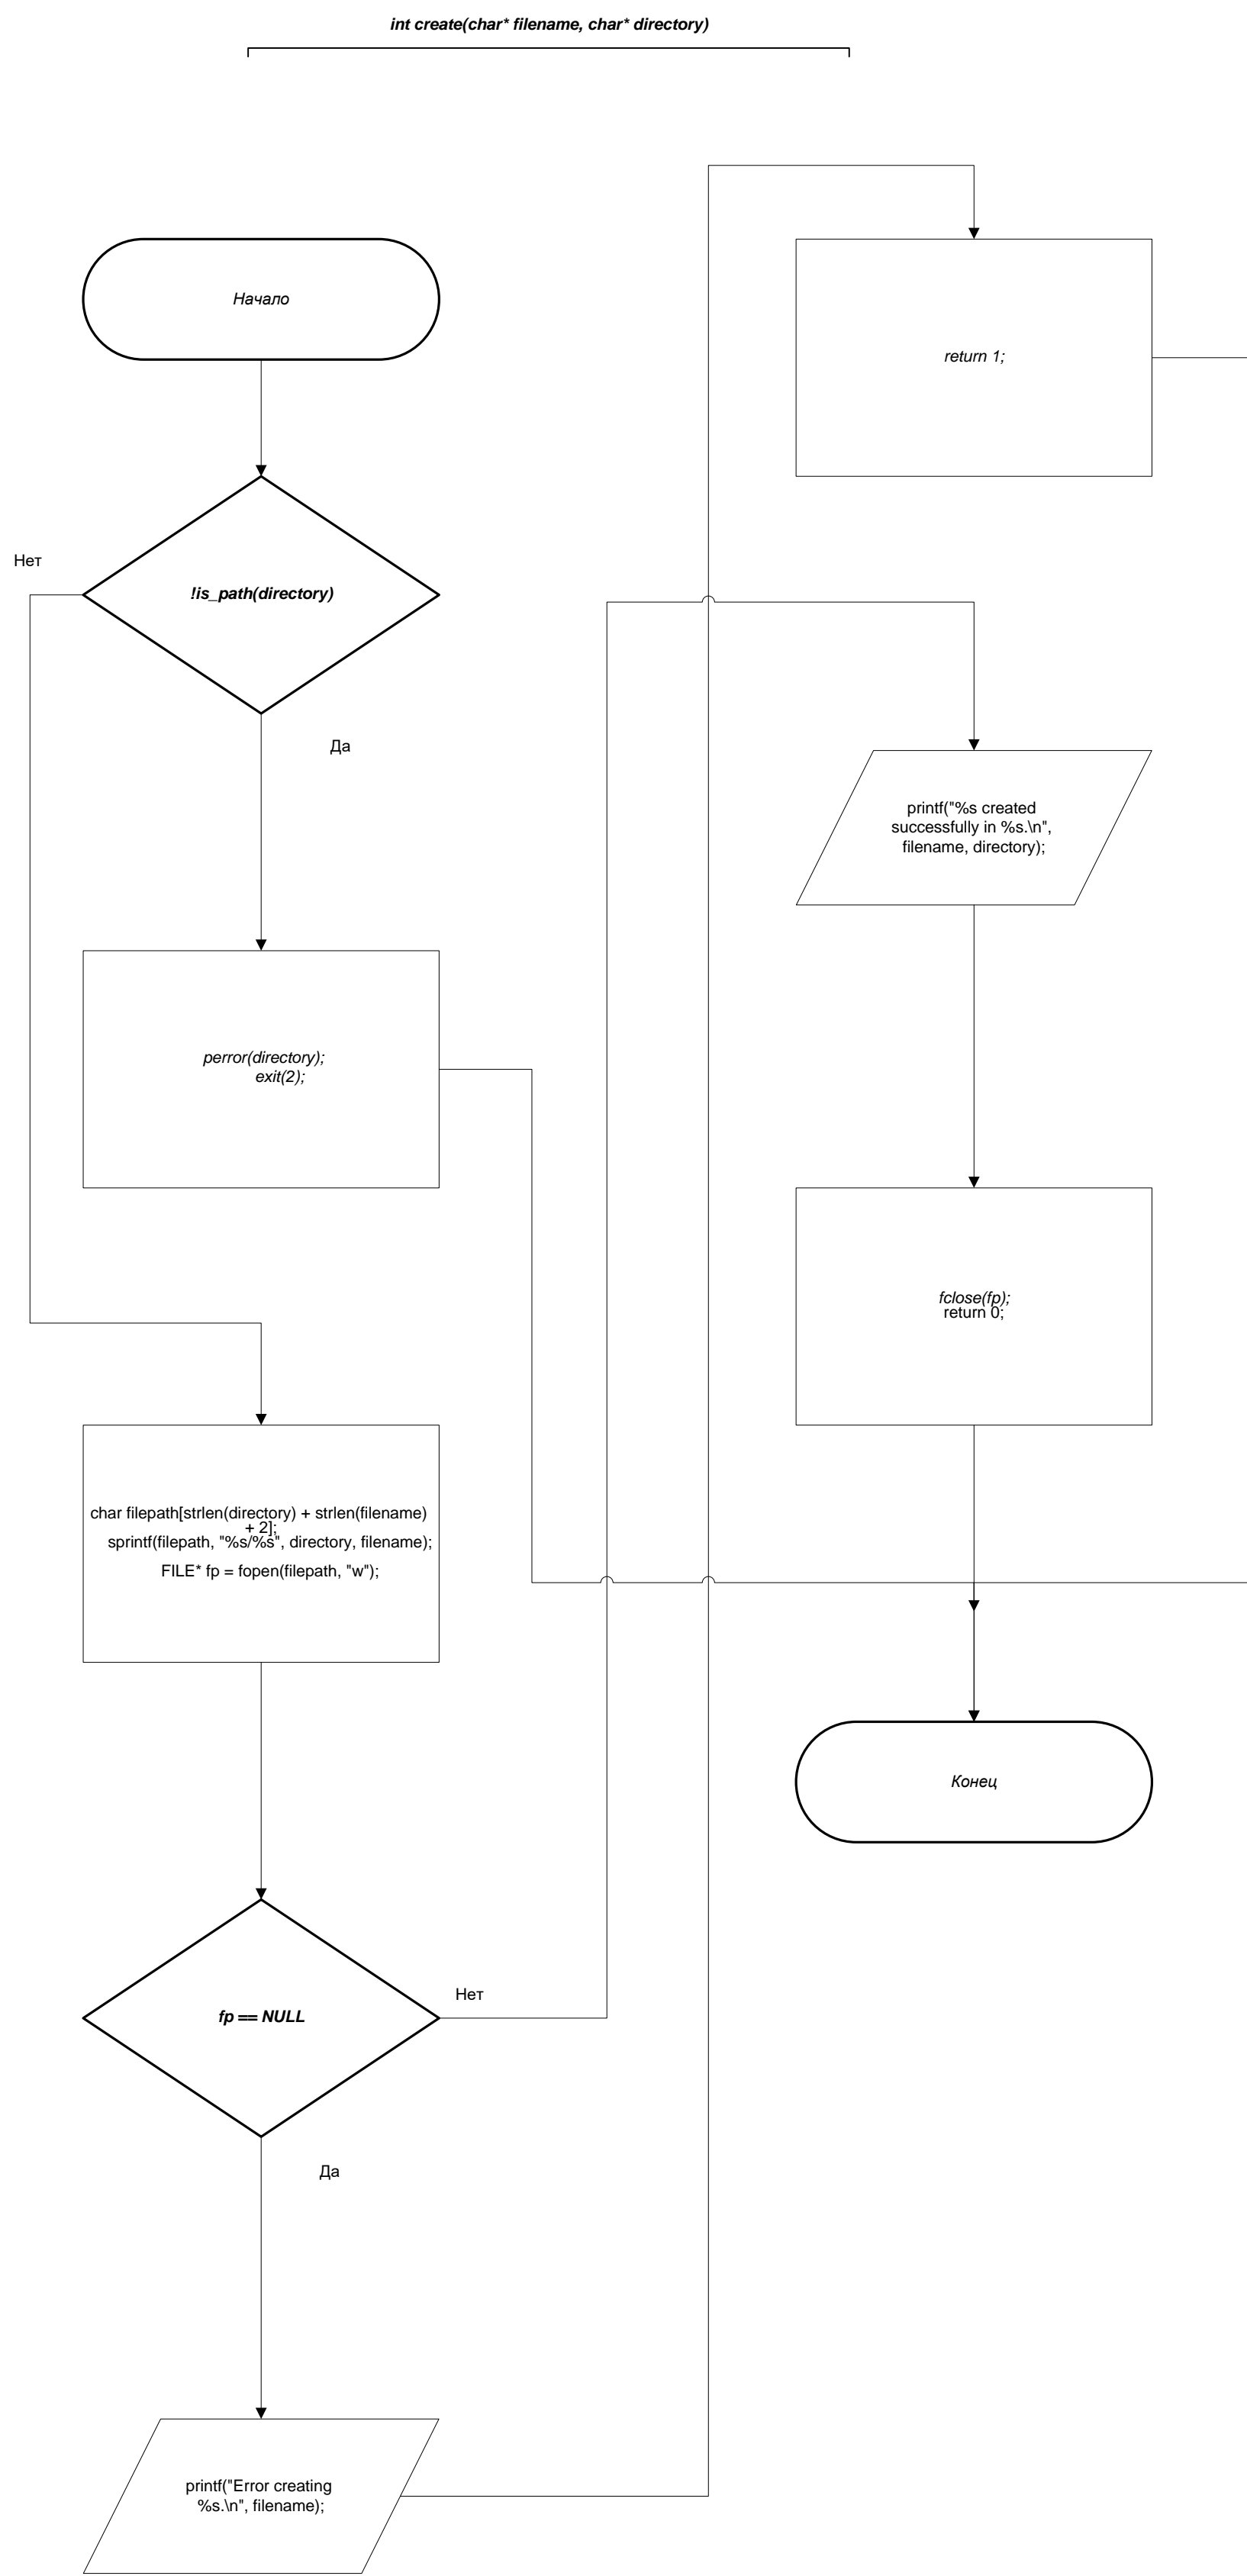 int create(char* filename, char* directory)
Начало
!is_path(directory)
Нет
Да
perror(directory);
exit(2);
char filepath[strlen(directory) + strlen(filename)
+ 2];
sprintf(filepath, "%s/%s", directory, filename);
FILE* fp = fopen(filepath, "w");
fp == NULL
Нет
Да
printf("Error creating
%s.\n", filename);
return 1;
printf("%s created
successfully in %s.\n",
filename, directory);
fclose(fp);
return 0;
Конец